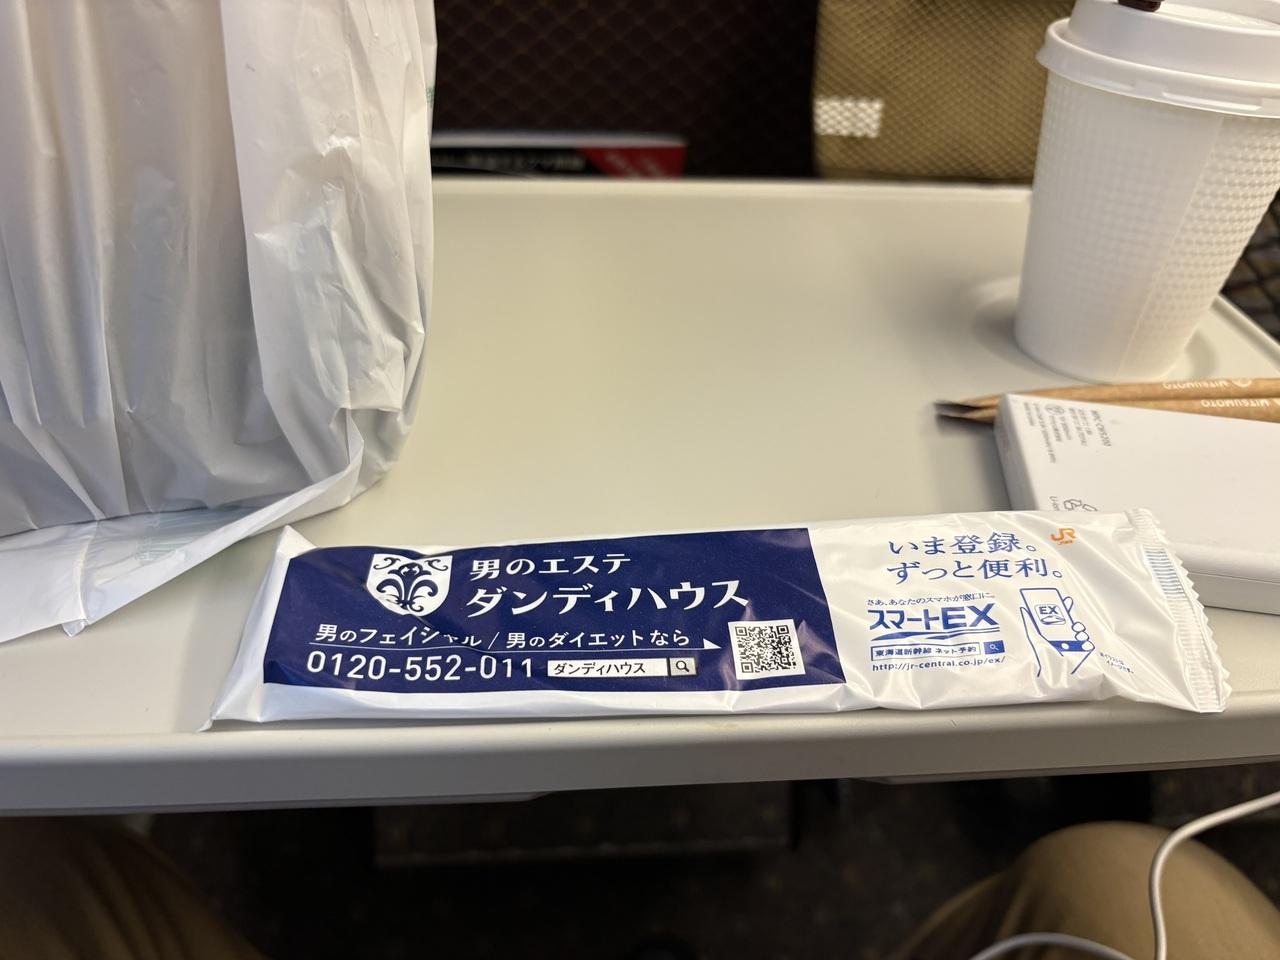 男のエステ
ダンディハウス
男のフェイシャル / 男のダイエットなら
0120-552-011 ダンディハウス
いま登録。
ずっと便利。
JR
さあ、あなたのスマホが窓口に。
スマートEX
EX
東海道新幹線 ネット予約
http://jr-central.co.jp/ex/
MITSUMOTO
MITSUMOTO